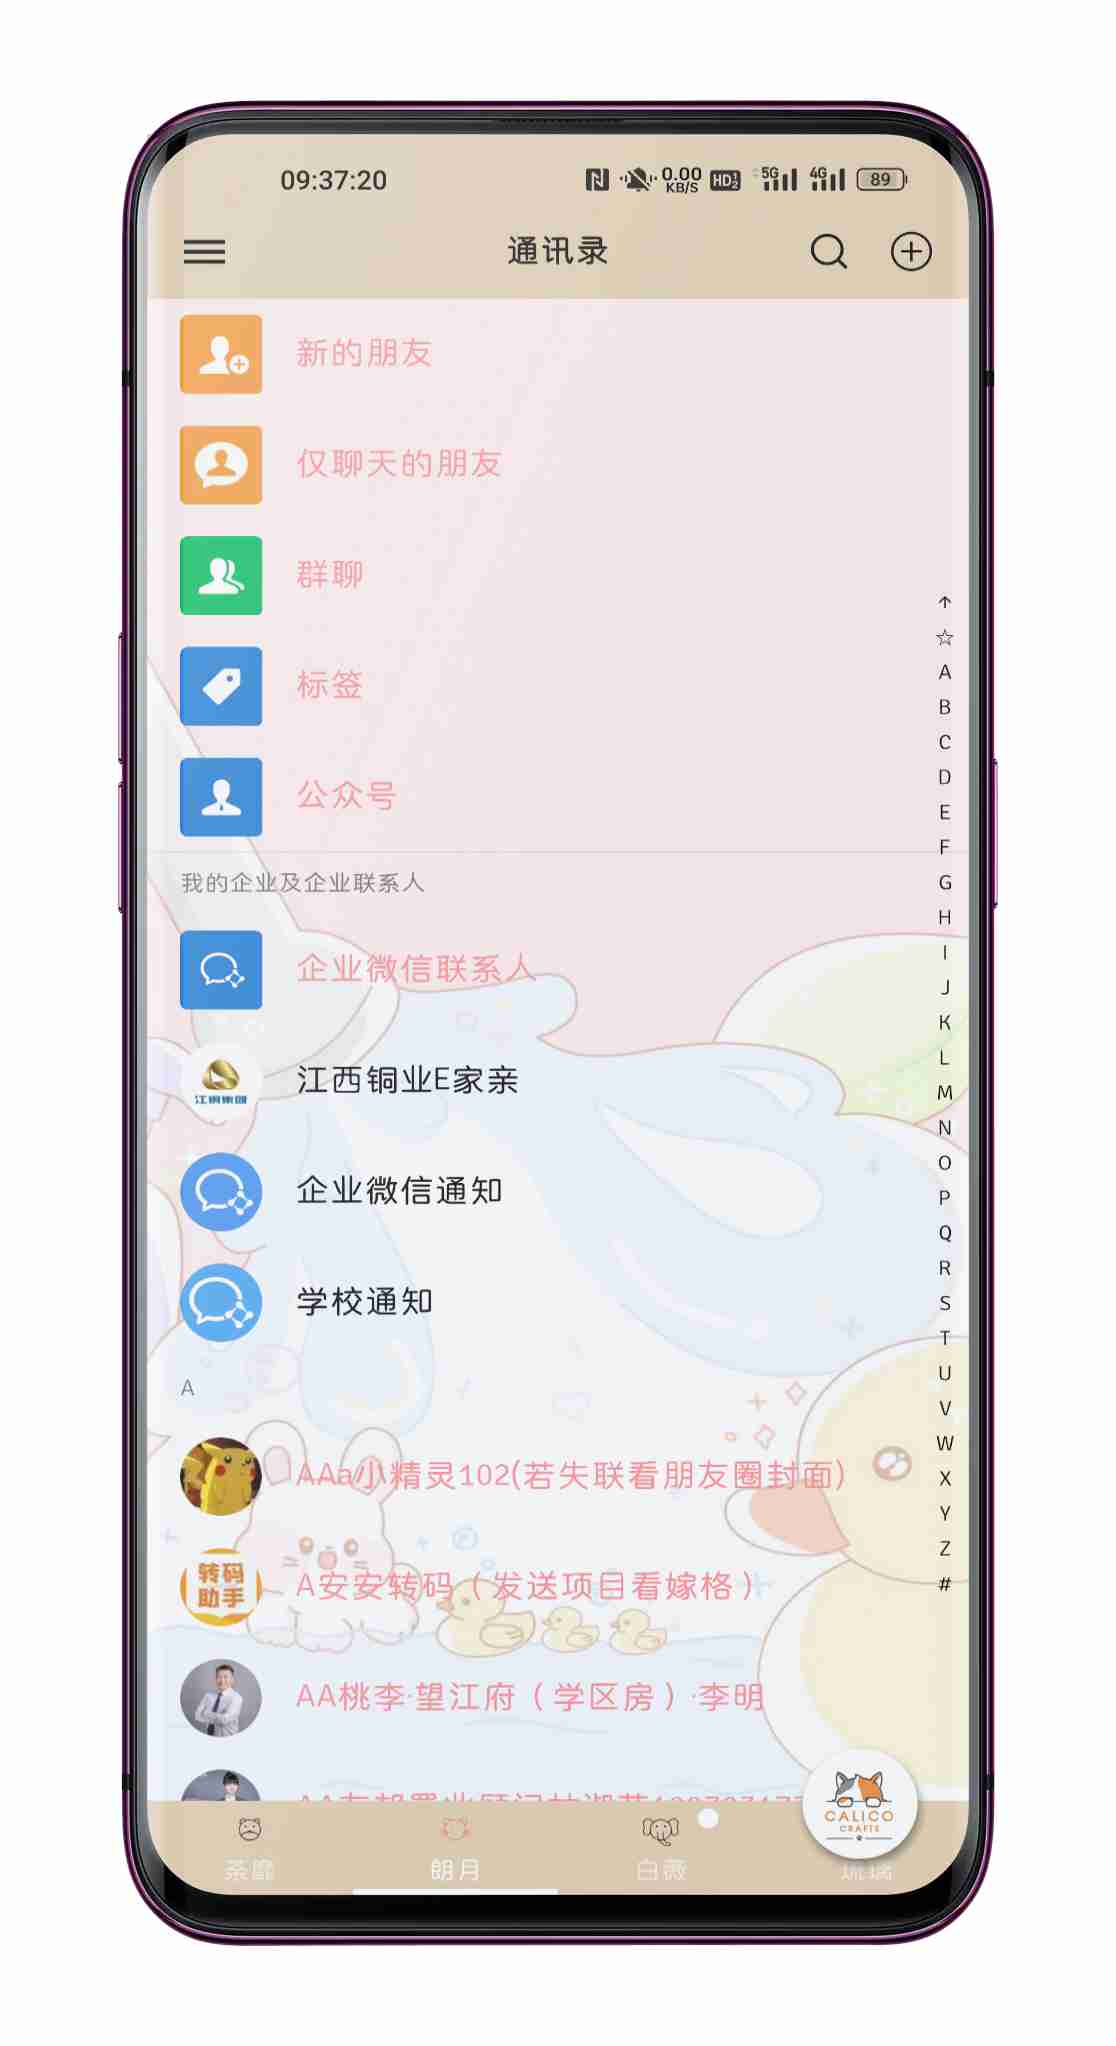 09:37:20 0.00 KB/S HD 1 2 5G 4G 89
通讯录
新的朋友
仅聊天的朋友
群聊
标签
公众号
我的企业及企业联系人
企业微信联系人
江铜集团
江西铜业E家亲
企业微信通知
学校通知
A
AAa小精灵102(若失联看朋友圈封面)
转码
助手
A安安转码（发送项目看嫁格）
AA桃李·望江府（学区房）·李明
↑
☆
A
B
C
D
E
F
G
H
I
J
K
L
M
N
O
P
Q
R
S
T
U
V
W
X
Y
Z
#
CALICO
CRAFTS
朗月
白薇